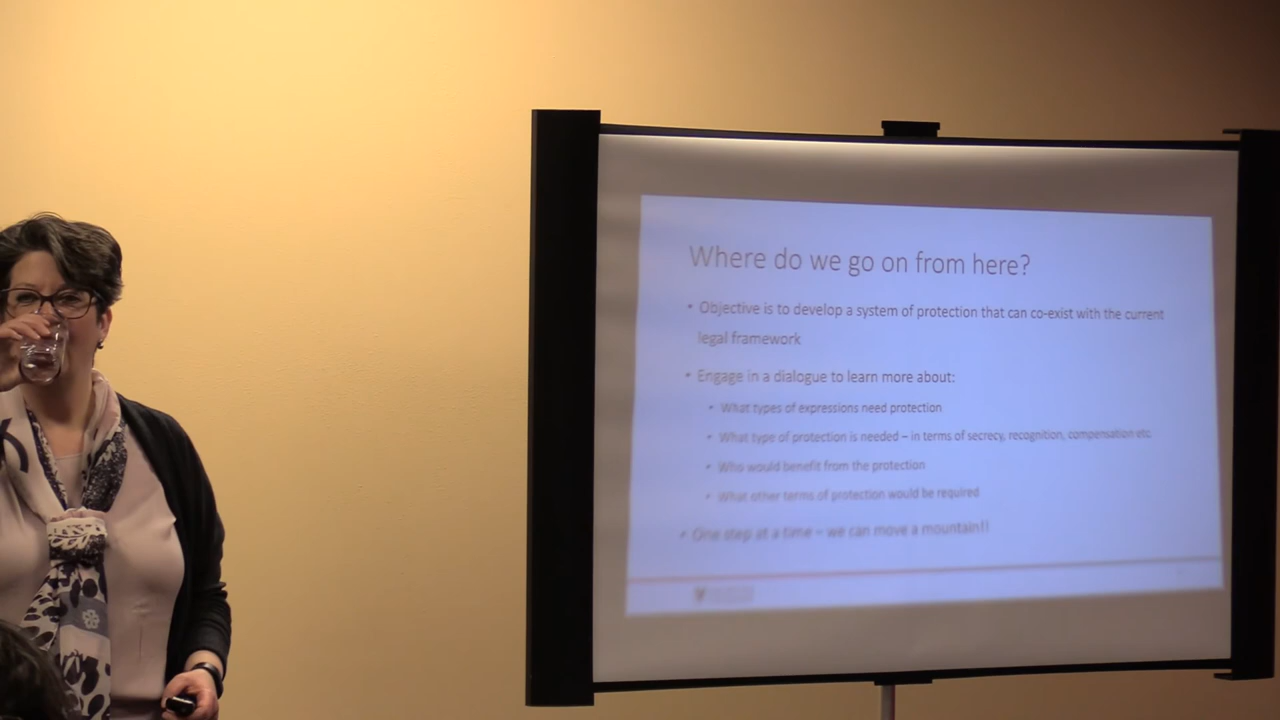 Where do we go on from here?
• Objective is to develop a system of protection that can co-exist with the current
legal framework
• Engage in a dialogue to learn more about:
• What types of expressions need protection
• What type of protection is needed – in terms of secrecy, recognition, compensation etc.
• Who would benefit from the protection
• What other terms of protection would be required
• One step at a time – we can move a mountain!!